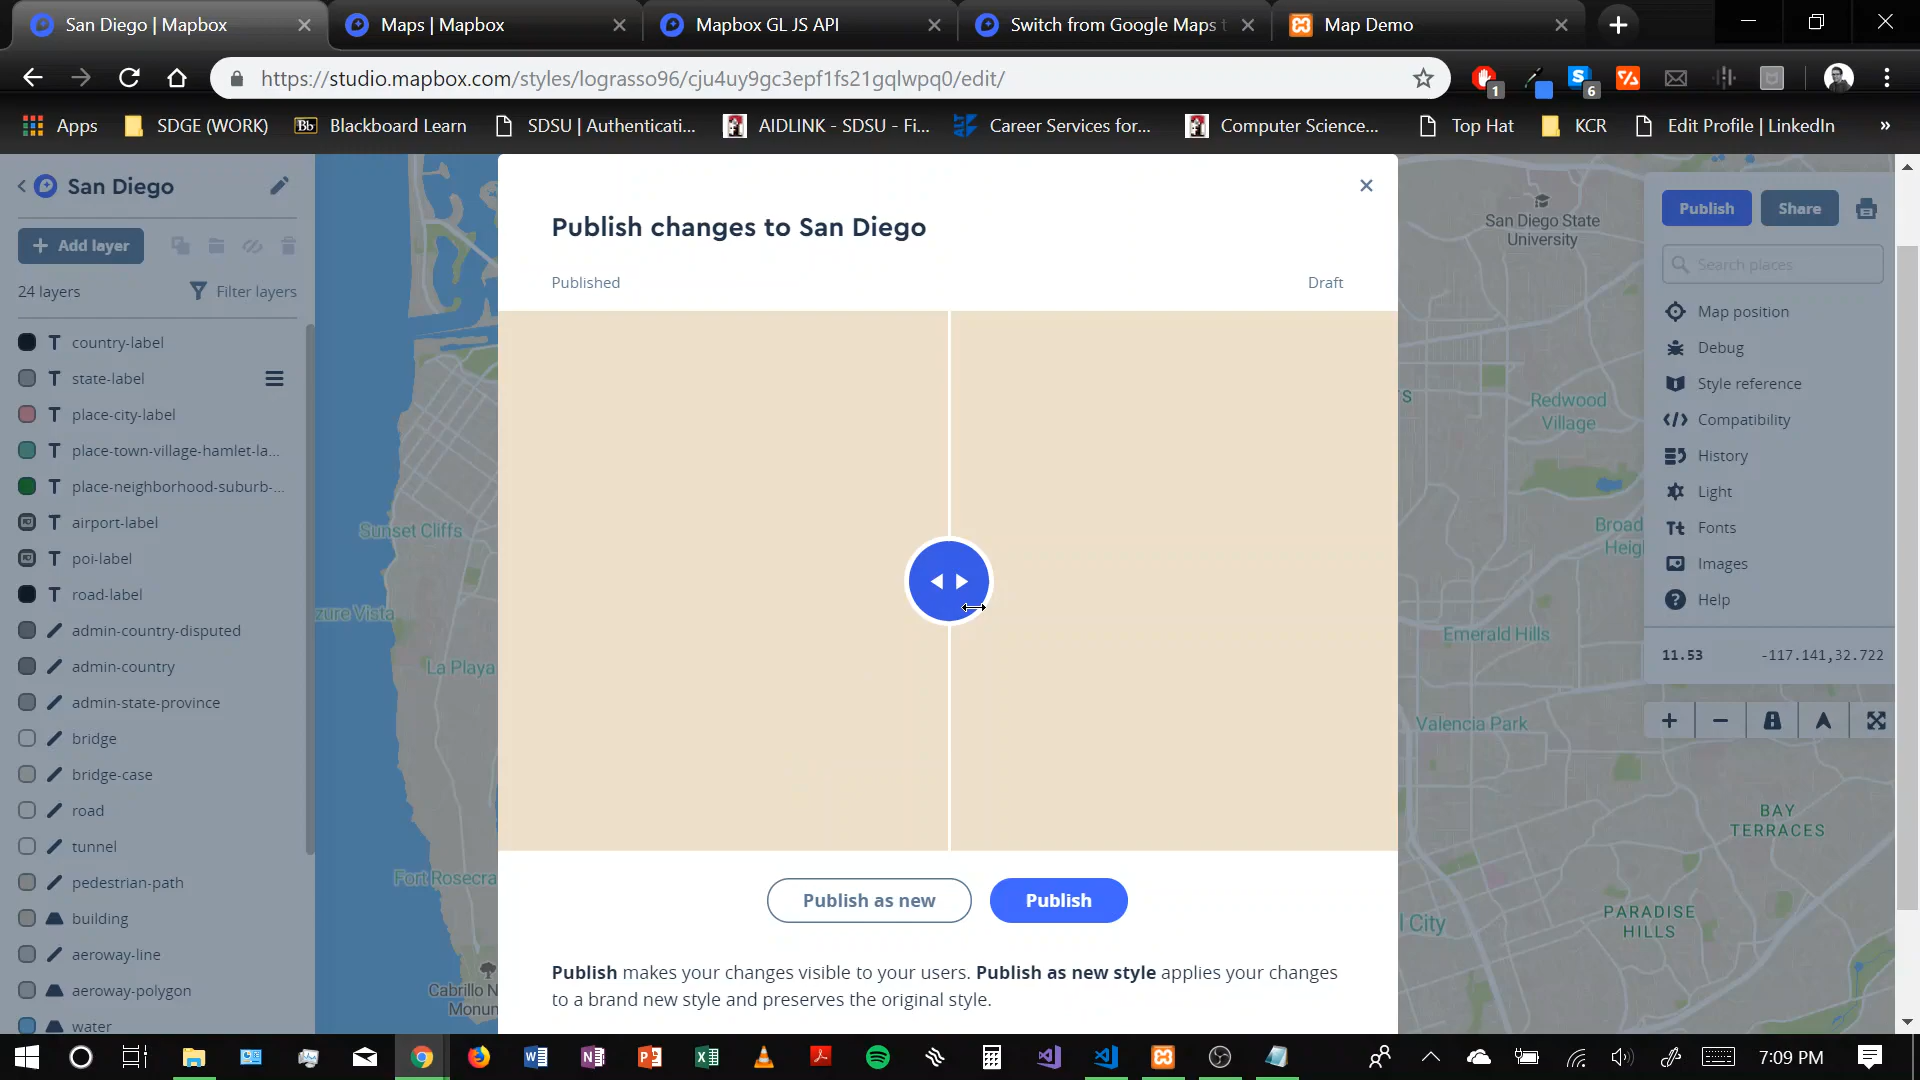 San Diego | Mapbox
Maps | Mapbox
Mapbox GL JS API
Switch from Google Maps t
Map Demo
https://studio.mapbox.com/styles/lograsso96/cju4uy9gc3epf1fs21gqlwpq0/edit/
1
6
Apps
SDGE (WORK)
Bb Blackboard Learn
SDSU | Authenticati...
AIDLINK - SDSU - Fi...
Career Services for...
Computer Science...
Top Hat
KCR
Edit Profile | LinkedIn
»
San Diego
Add layer
24 layers
Filter layers
country-label
state-label
place-city-label
place-town-village-hamlet-la...
place-neighborhood-suburb-...
airport-label
poi-label
road-label
admin-country-disputed
admin-country
admin-state-province
bridge
bridge-case
road
tunnel
pedestrian-path
building
aeroway-line
aeroway-polygon
water
Sunset Cliffs
zure Vista
La Playa
Fort Rosecra
Cabrillo N
Monun
Publish changes to San Diego
Published
Draft
Publish as new
Publish
Publish makes your changes visible to your users. Publish as new style applies your changes
to a brand new style and preserves the original style.
San Diego State
University
Redwood
Village
Broad
Heig
Emerald Hills
Valencia Park
BAY
TERRACES
PARADISE
HILLS
l City
Publish
Share
Search places
Map position
Debug
Style reference
Compatibility
History
Light
Fonts
Images
Help
11.53
-117.141,32.722
7:09 PM